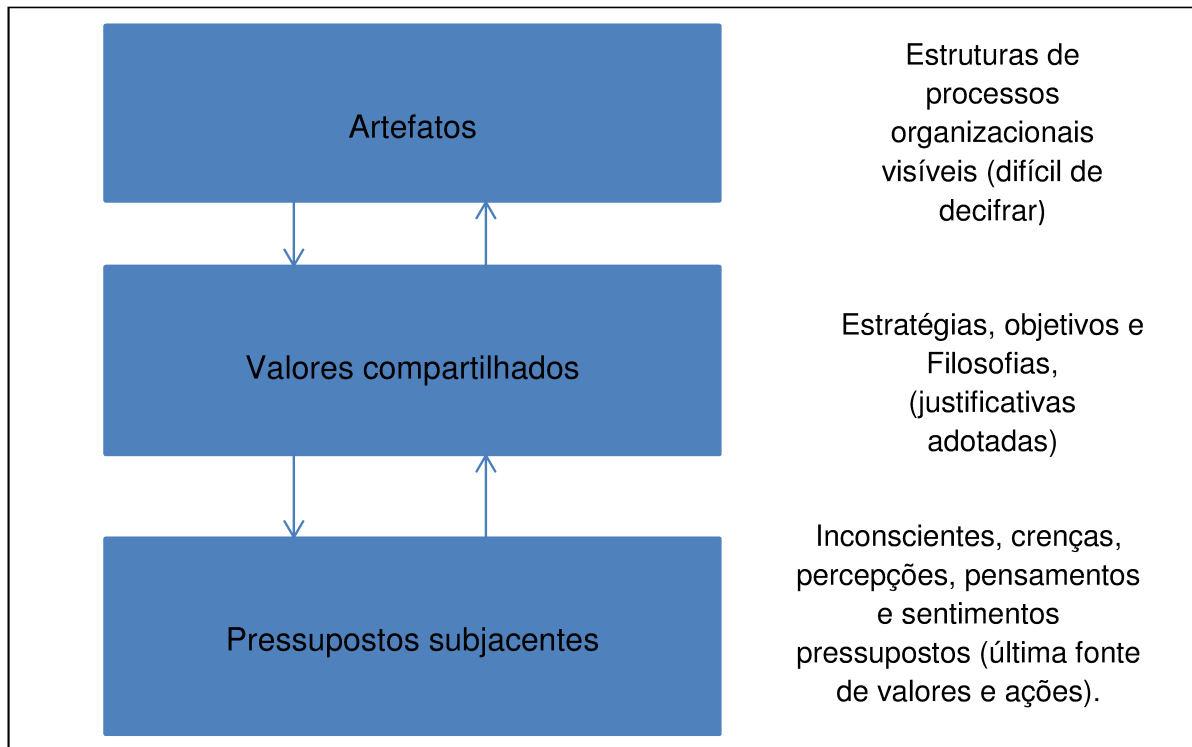 Artefatos
Estruturas de
processos
organizacionais
visíveis (difícil de
decifrar)
Valores compartilhados
Estratégias, objetivos e
Filosofias,
(justificativas
adotadas)
Pressupostos subjacentes
Inconscientes, crenças,
percepções, pensamentos
e sentimentos
pressupostos (última fonte
de valores e ações).